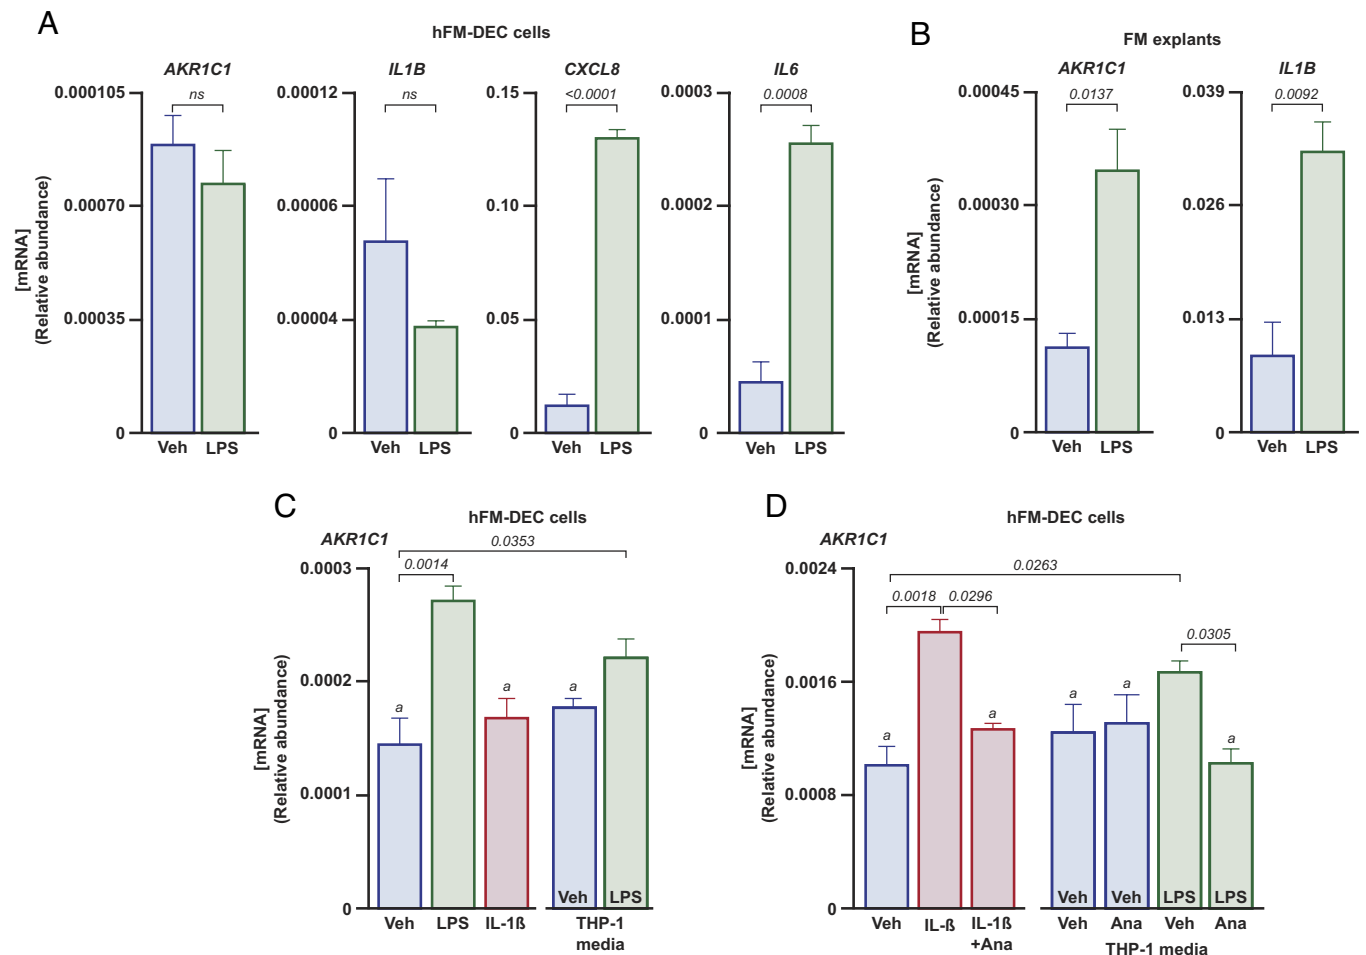 A
hFM-DEC cells
AKR1C1
IL1B
CXCL8
IL6
[mRNA]
(Relative abundance)
0.000105
0.00070
0.00035
0
ns
Veh LPS
0.00012
0.00006
0.00004
0
ns
Veh LPS
0.15
0.10
0.05
0
<0.0001
Veh LPS
0.0003
0.0002
0.0001
0
0.0008
Veh LPS
B
FM explants
AKR1C1
IL1B
[mRNA]
(Relative abundance)
0.00045
0.00030
0.00015
0
0.0137
Veh LPS
0.039
0.026
0.013
0
0.0092
Veh LPS
C
hFM-DEC cells
AKR1C1
[mRNA]
(Relative abundance)
0.0003
0.0002
0.0001
0
0.0353
0.0014
a
a
a
Veh LPS
Veh LPS IL-1ß THP-1
media
D
hFM-DEC cells
AKR1C1
[mRNA]
(Relative abundance)
0.0024
0.0016
0.0008
0
0.0263
0.0018 0.0296
0.0305
a
a
a
a
a
Veh Veh LPS LPS
Veh IL-ß IL-1ß Veh Ana Veh Ana
+Ana
THP-1 media